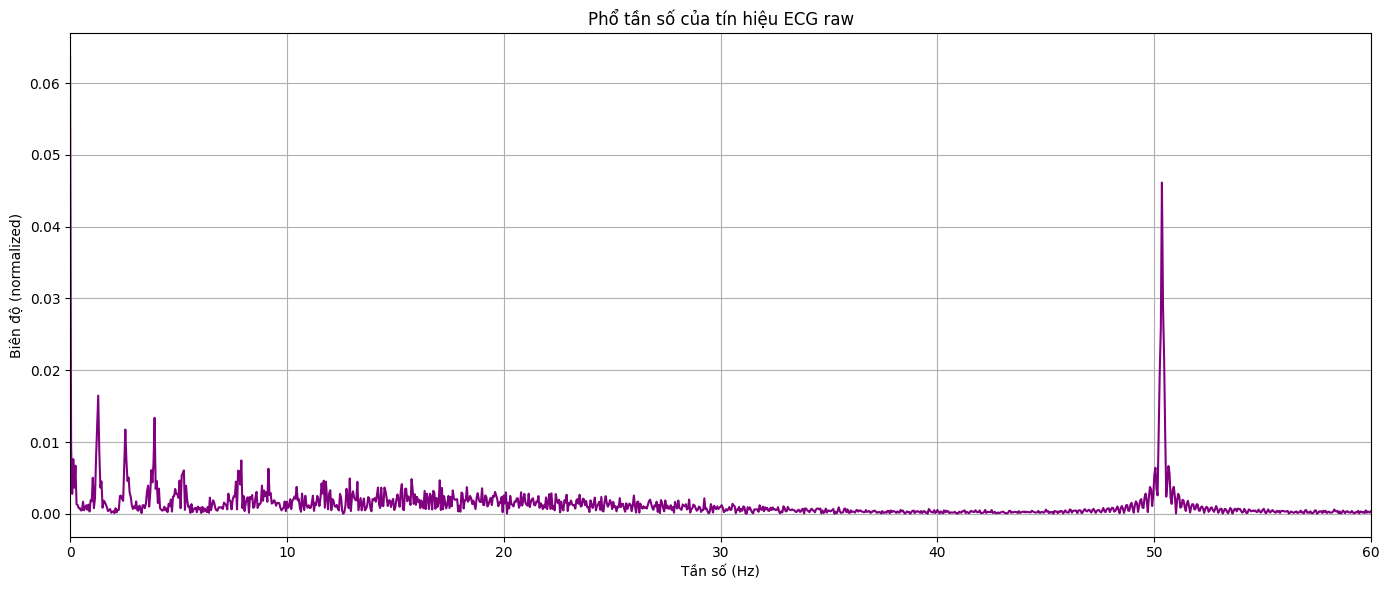 Phổ tần số của tín hiệu ECG raw
Biên độ (normalized)
0.06
0.05
0.04
0.03
0.02
0.01
0.00
0 10 20 30 40 50 60
Tần số (Hz)